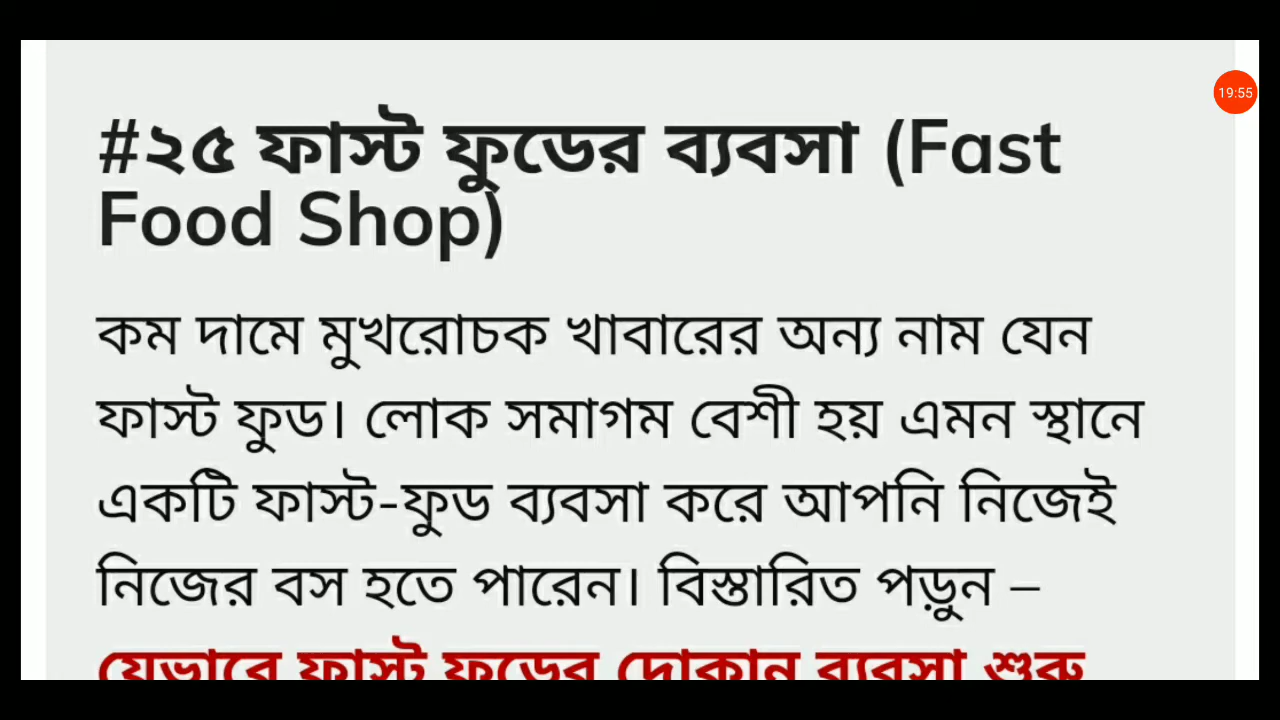 19:55
#২৫ ফাস্ট ফুডের ব্যবসা (Fast
Food Shop)
কম দামে মুখরোচক খাবারের অন্য নাম যেন
ফাস্ট ফুড। লোক সমাগম বেশী হয় এমন স্থানে
একটি ফাস্ট-ফুড ব্যবসা করে আপনি নিজেই
নিজের বস হতে পারেন। বিস্তারিত পড়ুন –
যেভাবে ফাস্ট ফুডের দোকান ব্যবসা শুরু